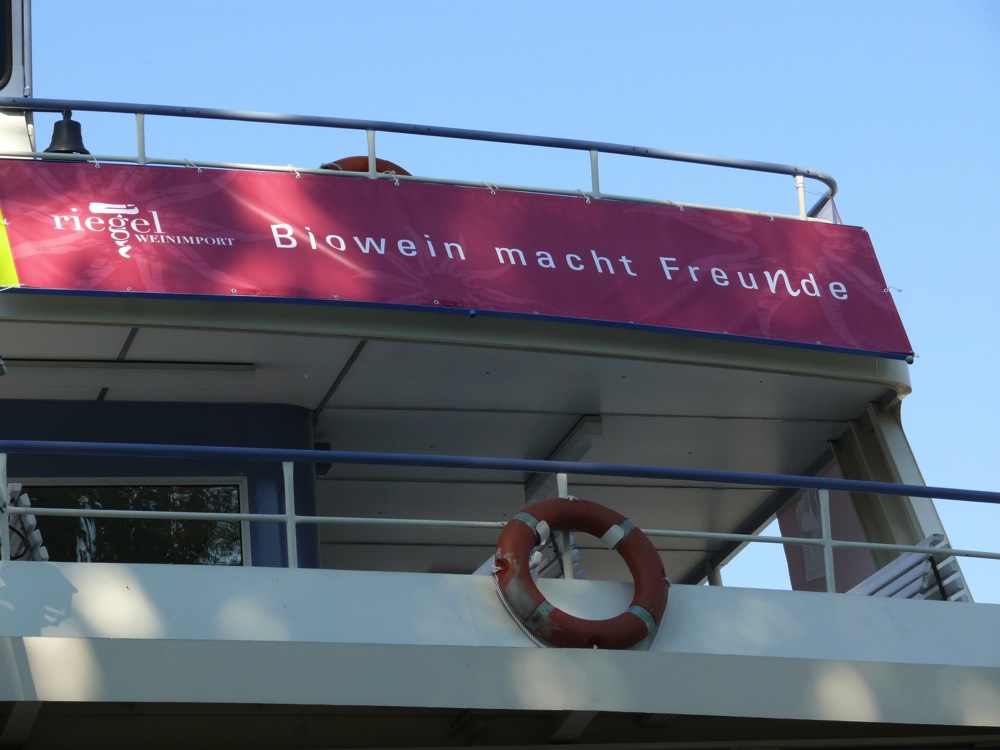 riegel
WEINIMPORT
Biowein macht Freunde